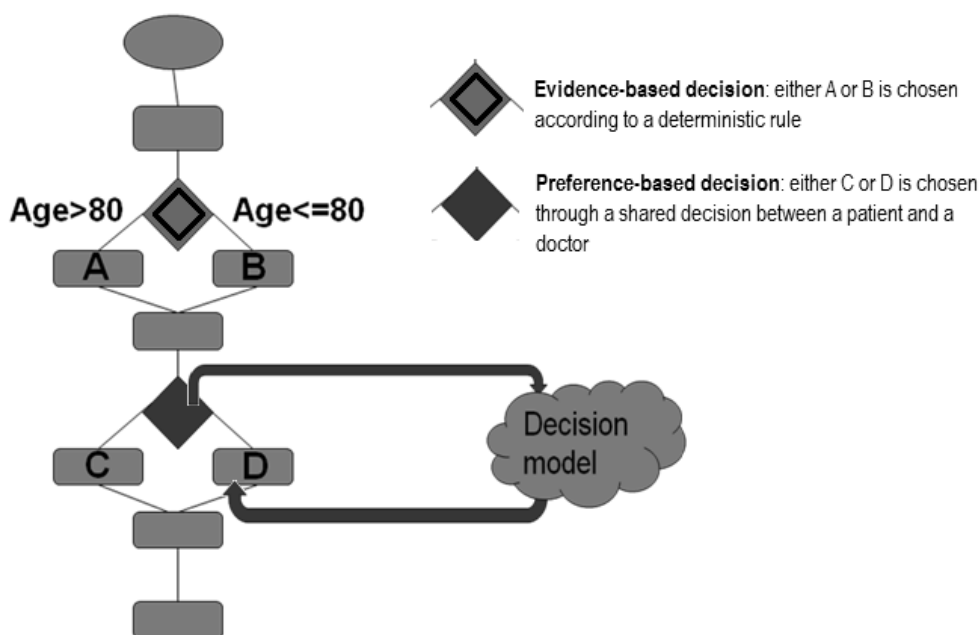 Evidence-based decision: either A or B is chosen
according to a deterministic rule
Preference-based decision: either C or D is chosen
through a shared decision between a patient and a
doctor
Age>80
Age<=80
A
B
Decision
model
C
D